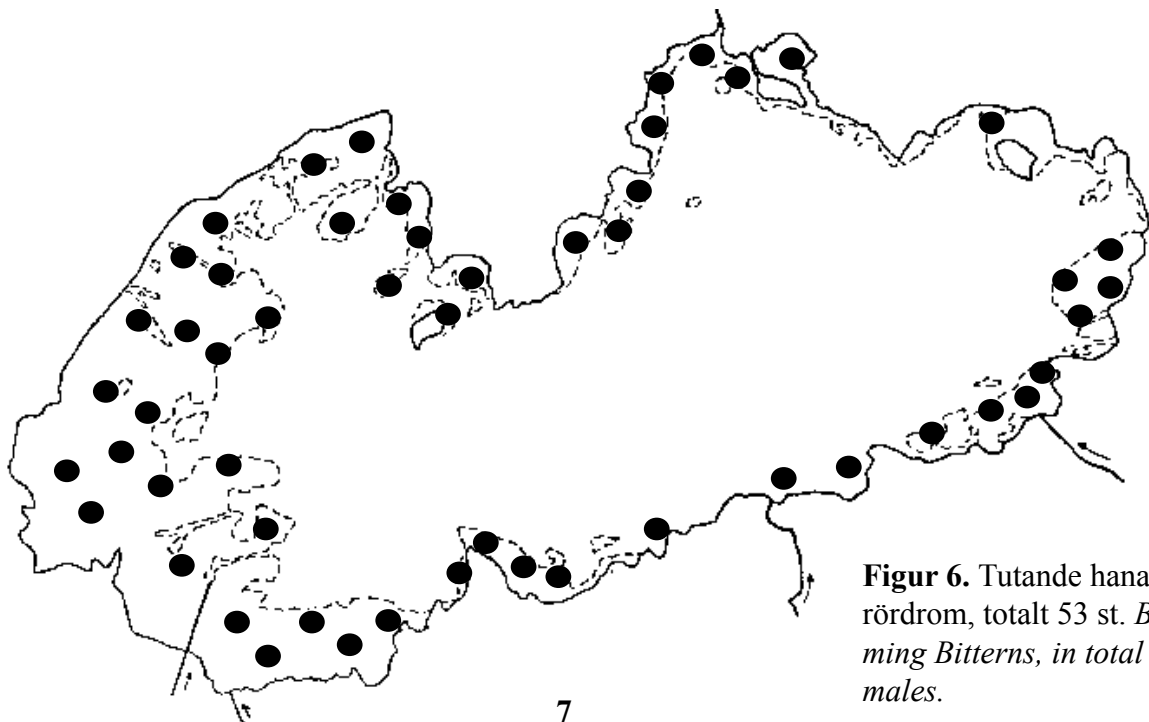 Figur 6. Tutande hana
rördrom, totalt 53 st. B
ming Bitterns, in total
males.
7